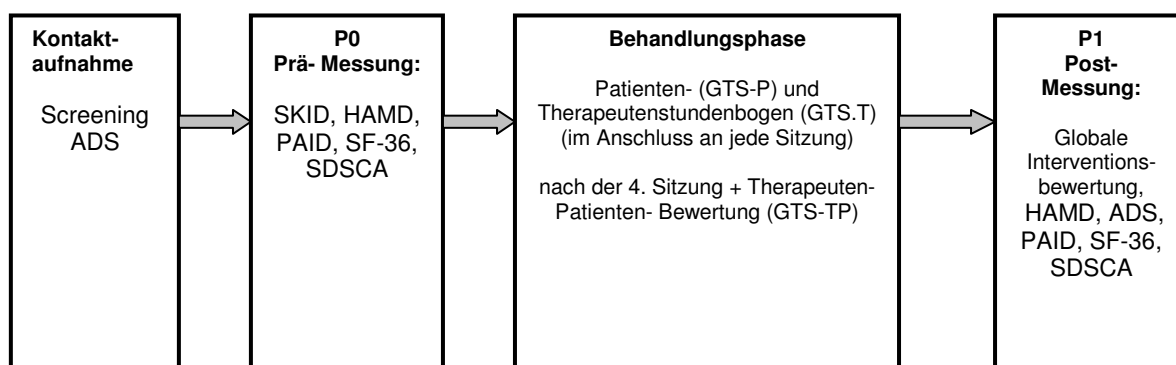 Kontakt-
aufnahme
Screening
ADS
P0
Prä- Messung:
SKID, HAMD,
PAID, SF-36,
SDSCA
Behandlungsphase
Patienten- (GTS-P) und
Therapeutenstundenbogen (GTS.T)
(im Anschluss an jede Sitzung)
nach der 4. Sitzung + Therapeuten-
Patienten- Bewertung (GTS-TP)
P1
Post-
Messung:
Globale
Interventions-
bewertung,
HAMD, ADS,
PAID, SF-36,
SDSCA